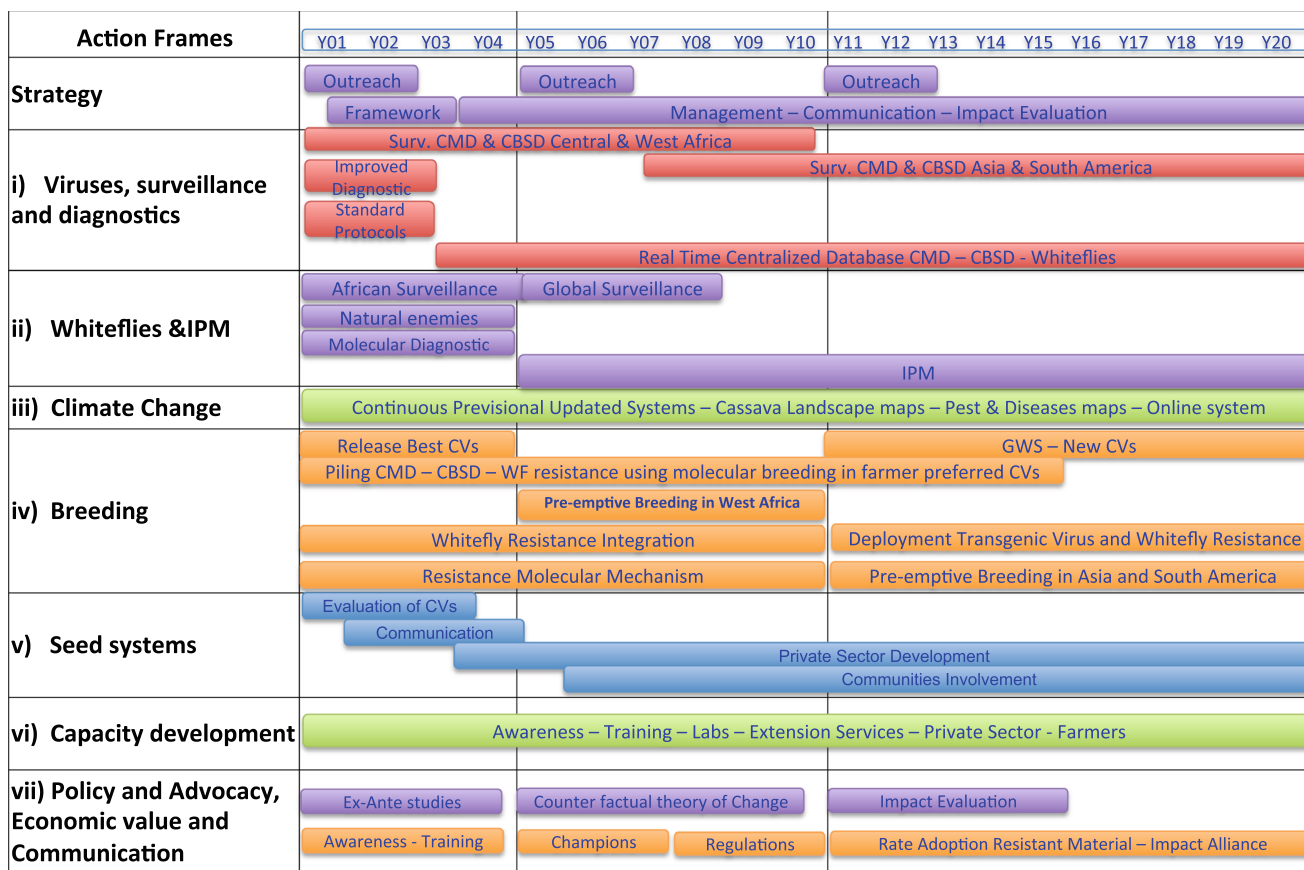 Action Frames
Y01 Y02 Y03 Y04 Y05 Y06 Y07 Y08 Y09 Y10 Y11 Y12 Y13 Y14 Y15 Y16 Y17 Y18 Y19 Y20
Strategy
Outreach
Outreach
Outreach
Framework
Management – Communication – Impact Evaluation
i) Viruses, surveillance
and diagnostics
Surv. CMD & CBSD Central & West Africa
Surv. CMD & CBSD Asia & South America
Improved
Diagnostic
Standard
Protocols
Real Time Centralized Database CMD – CBSD - Whiteflies
ii) Whiteflies &IPM
African Surveillance
Global Surveillance
Natural enemies
Molecular Diagnostic
IPM
iii) Climate Change
Continuous Previsional Updated Systems – Cassava Landscape maps – Pest & Diseases maps – Online system
iv) Breeding
Release Best CVs
GWS – New CVs
Piling CMD – CBSD – WF resistance using molecular breeding in farmer preferred CVs
Pre-emptive Breeding in West Africa
Whitefly Resistance Integration
Deployment Transgenic Virus and Whitefly Resistance
Resistance Molecular Mechanism
Pre-emptive Breeding in Asia and South America
v) Seed systems
Evaluation of CVs
Communication
Private Sector Development
Communities Involvement
vi) Capacity development
Awareness – Training – Labs – Extension Services – Private Sector - Farmers
vii) Policy and Advocacy,
Economic value and
Communication
Ex-Ante studies
Counter factual theory of Change
Impact Evaluation
Awareness - Training
Champions
Regulations
Rate Adoption Resistant Material – Impact Alliance